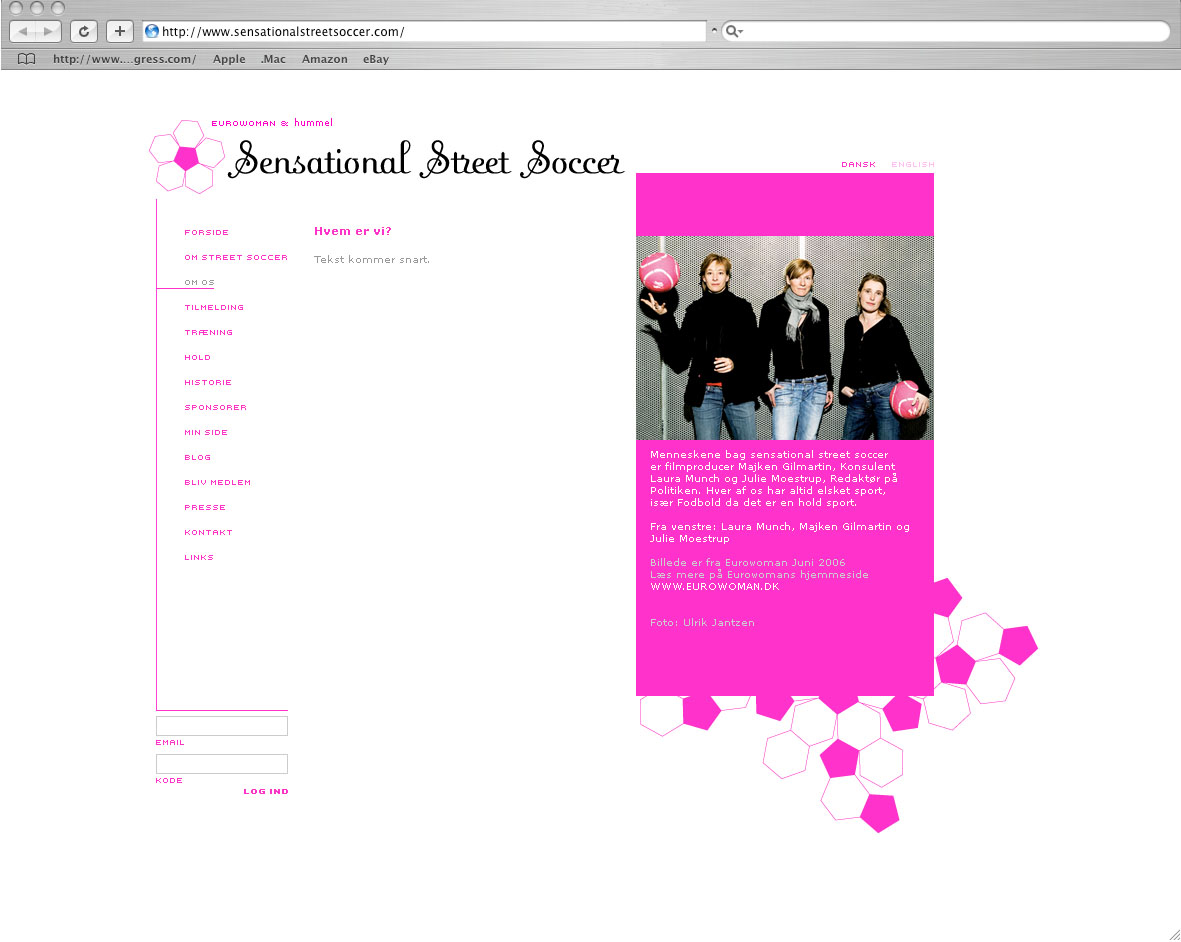 http://www.sensationalstreetsoccer.com/
http://www....gress.com/ Apple .Mac Amazon eBay
EUROWOMAN & hummel
Sensational Street Soccer
DANSK ENGLISH
FORSIDE
OM STREET SOCCER
OM OS
TILMELDING
TRÆNING
HOLD
HISTORIE
SPONSORER
MIN SIDE
BLOG
BLIV MEDLEM
PRESSE
KONTAKT
LINKS
EMAIL
KODE
LOG IND
Hvem er vi?
Tekst kommer snart.
Menneskene bag sensational street soccer
er filmproducer Majken Gilmartin, Konsulent
Laura Munch og Julie Moestrup, Redaktør på
Politiken. Hver af os har altid elsket sport,
især Fodbold da det er en hold sport.
Fra venstre: Laura Munch, Majken Gilmartin og
Julie Moestrup
Billede er fra Eurowoman Juni 2006
Læs mere på Eurowomans hjemmeside
WWW.EUROWOMAN.DK
Foto: Ulrik Jantzen